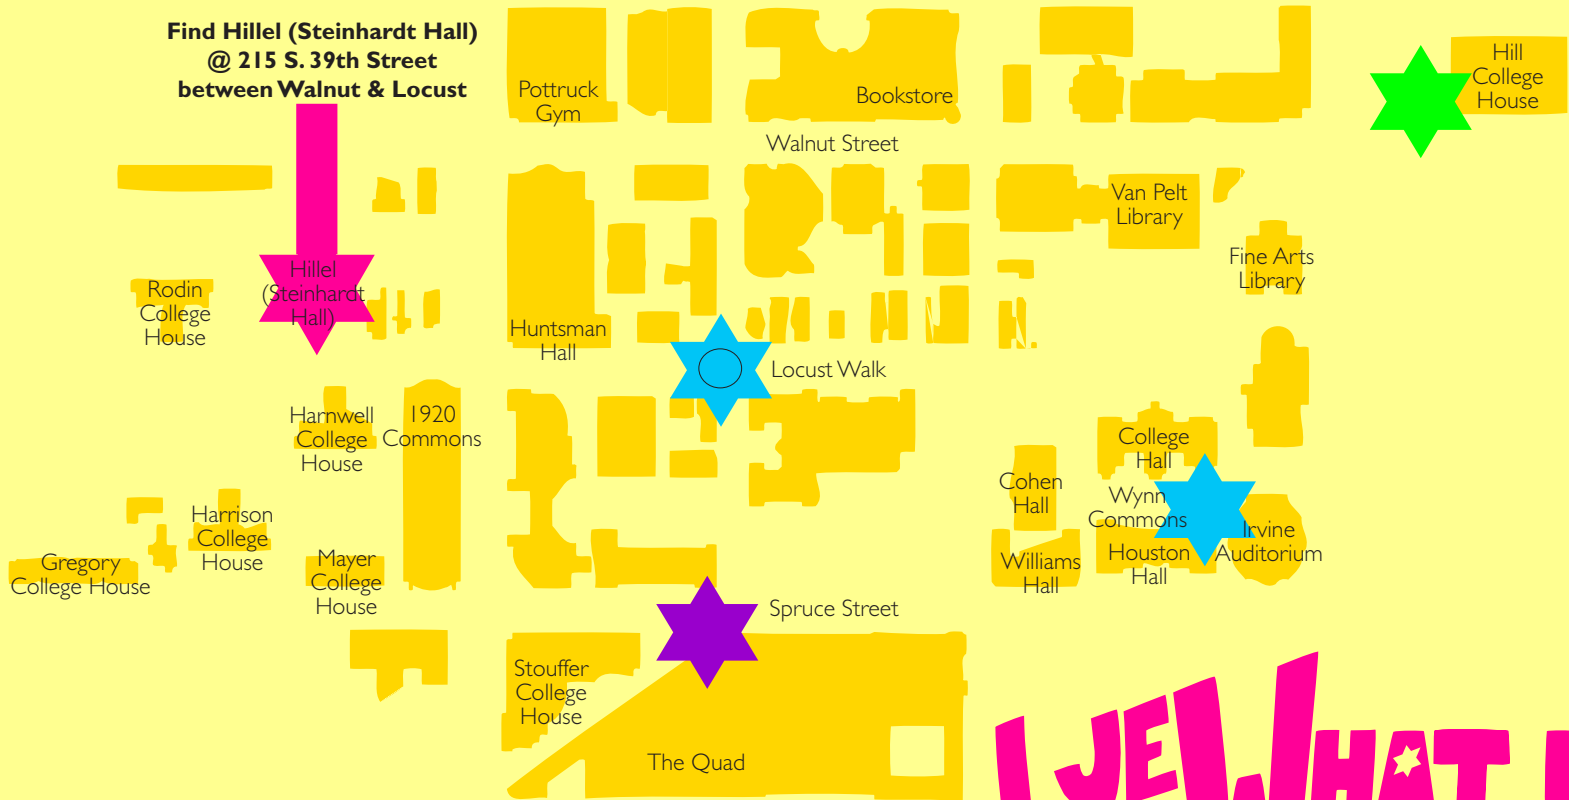 Find Hillel (Steinhardt Hall)
@ 215 S. 39th Street
between Walnut & Locust
Pottruck
Gym
Bookstore
Hill
College
House
Walnut Street
Van Pelt
Library
Fine Arts
Library
Hillel
(Steinhardt
Hall)
Rodin
College
House
Huntsman
Hall
Locust Walk
Harnwell
College
House
1920
Commons
College
Hall
Cohen
Hall
Wynn
Commons
Irvine
Auditorium
Harrison
College
House
Gregory
College House
Mayer
College
House
Williams
Hall
Houston
Hall
Spruce Street
Stouffer
College
House
The Quad
JEWHAT